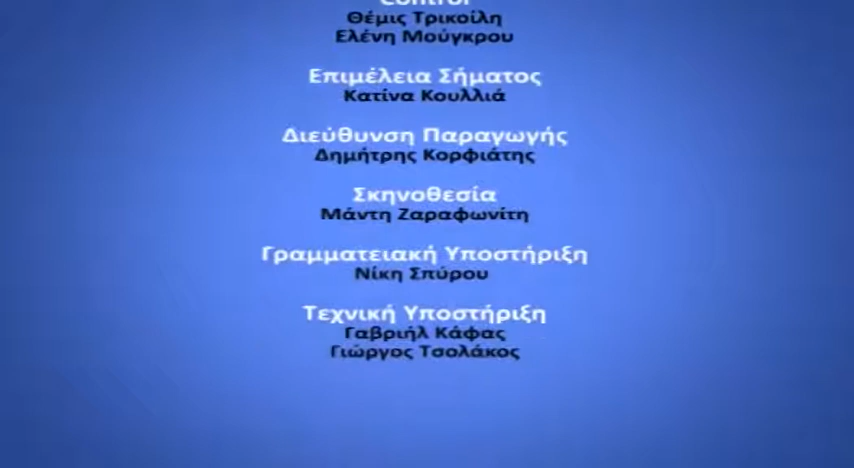 Control
Θέμις Τρικοίλη
Ελένη Μούγκρου
Επιμέλεια Σήματος
Κατίνα Κουλλιά
Διεύθυνση Παραγωγής
Δημήτρης Κορφιάτης
Σκηνοθεσία
Μάντη Ζαραφωνίτη
Γραμματειακή Υποστήριξη
Νίκη Σπύρου
Τεχνική Υποστήριξη
Γαβριήλ Κάφας
Γιώργος Τσολάκος